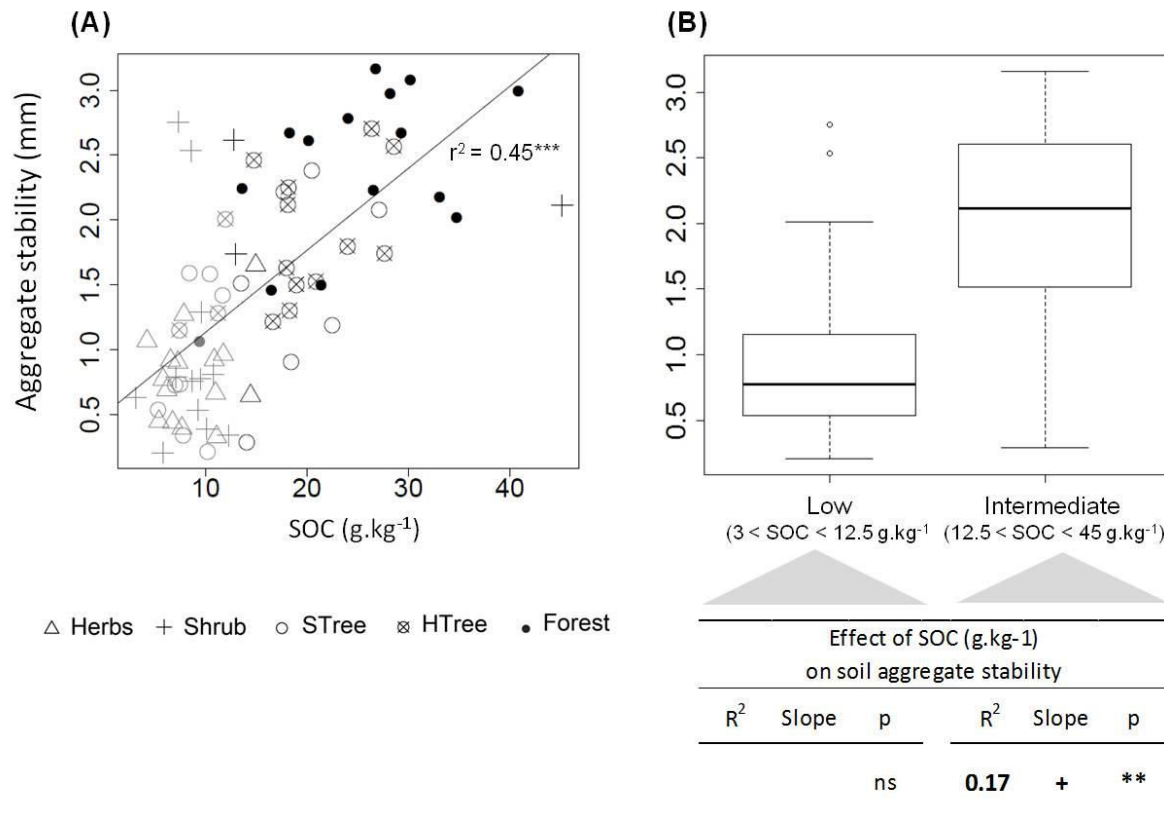 (A)
Aggregate stability (mm)
3.0
2.5
2.0
1.5
1.0
0.5
r² = 0.45***
10 20 30 40
SOC (g.kg⁻¹)
Herbs Shrub STree HTree Forest
(B)
3.0
2.5
2.0
1.5
1.0
0.5
Low Intermediate
(3 < SOC < 12.5 g.kg⁻¹ (12.5 < SOC < 45 g.kg⁻¹)
Effect of SOC (g.kg-1)
on soil aggregate stability
R² Slope p R² Slope p
ns 0.17 + **